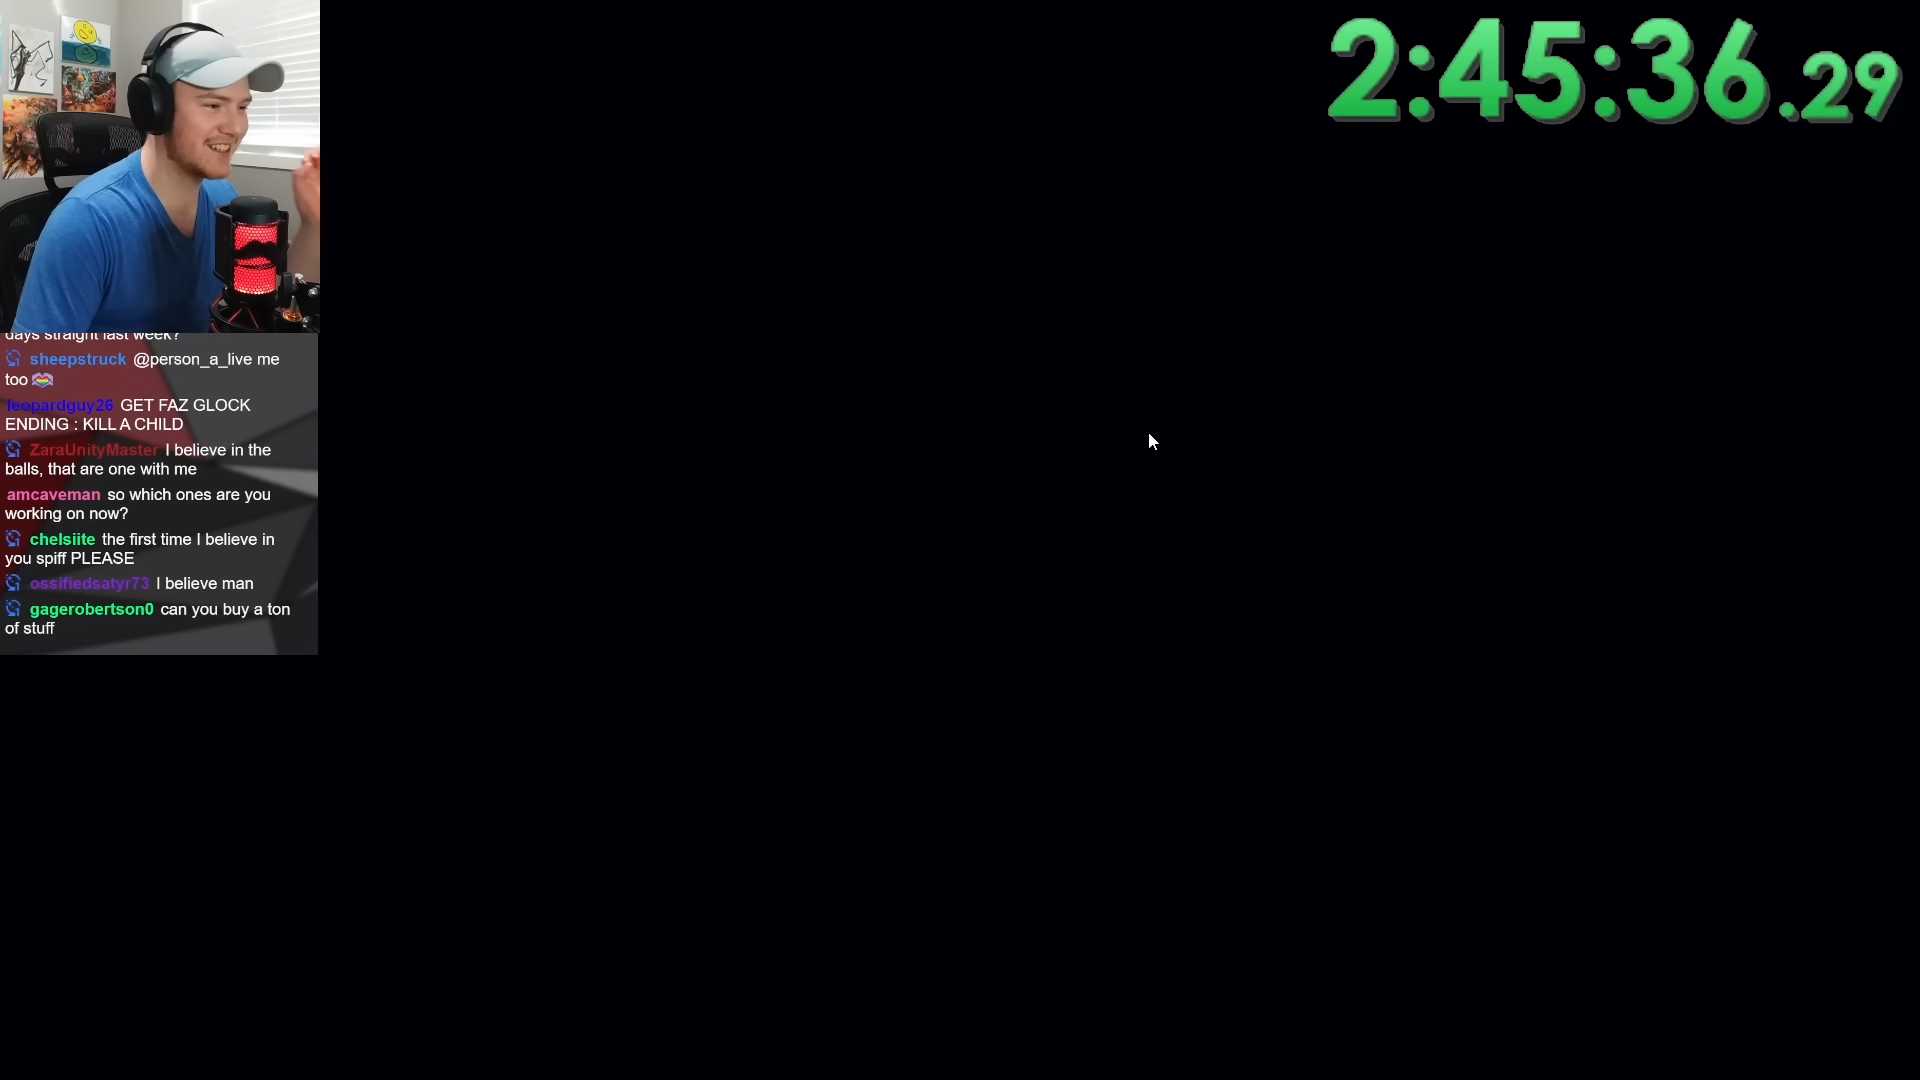 2:45:36.29
days straight last week?
sheepstruck @person_a_live me
too
leopardguy26 GET FAZ GLOCK
ENDING : KILL A CHILD
ZaraUnityMaster I believe in the
balls, that are one with me
amcaveman so which ones are you
working on now?
chelsiite the first time I believe in
you spiff PLEASE
ossifiedsatyr73 I believe man
gagerobertson0 can you buy a ton
of stuff